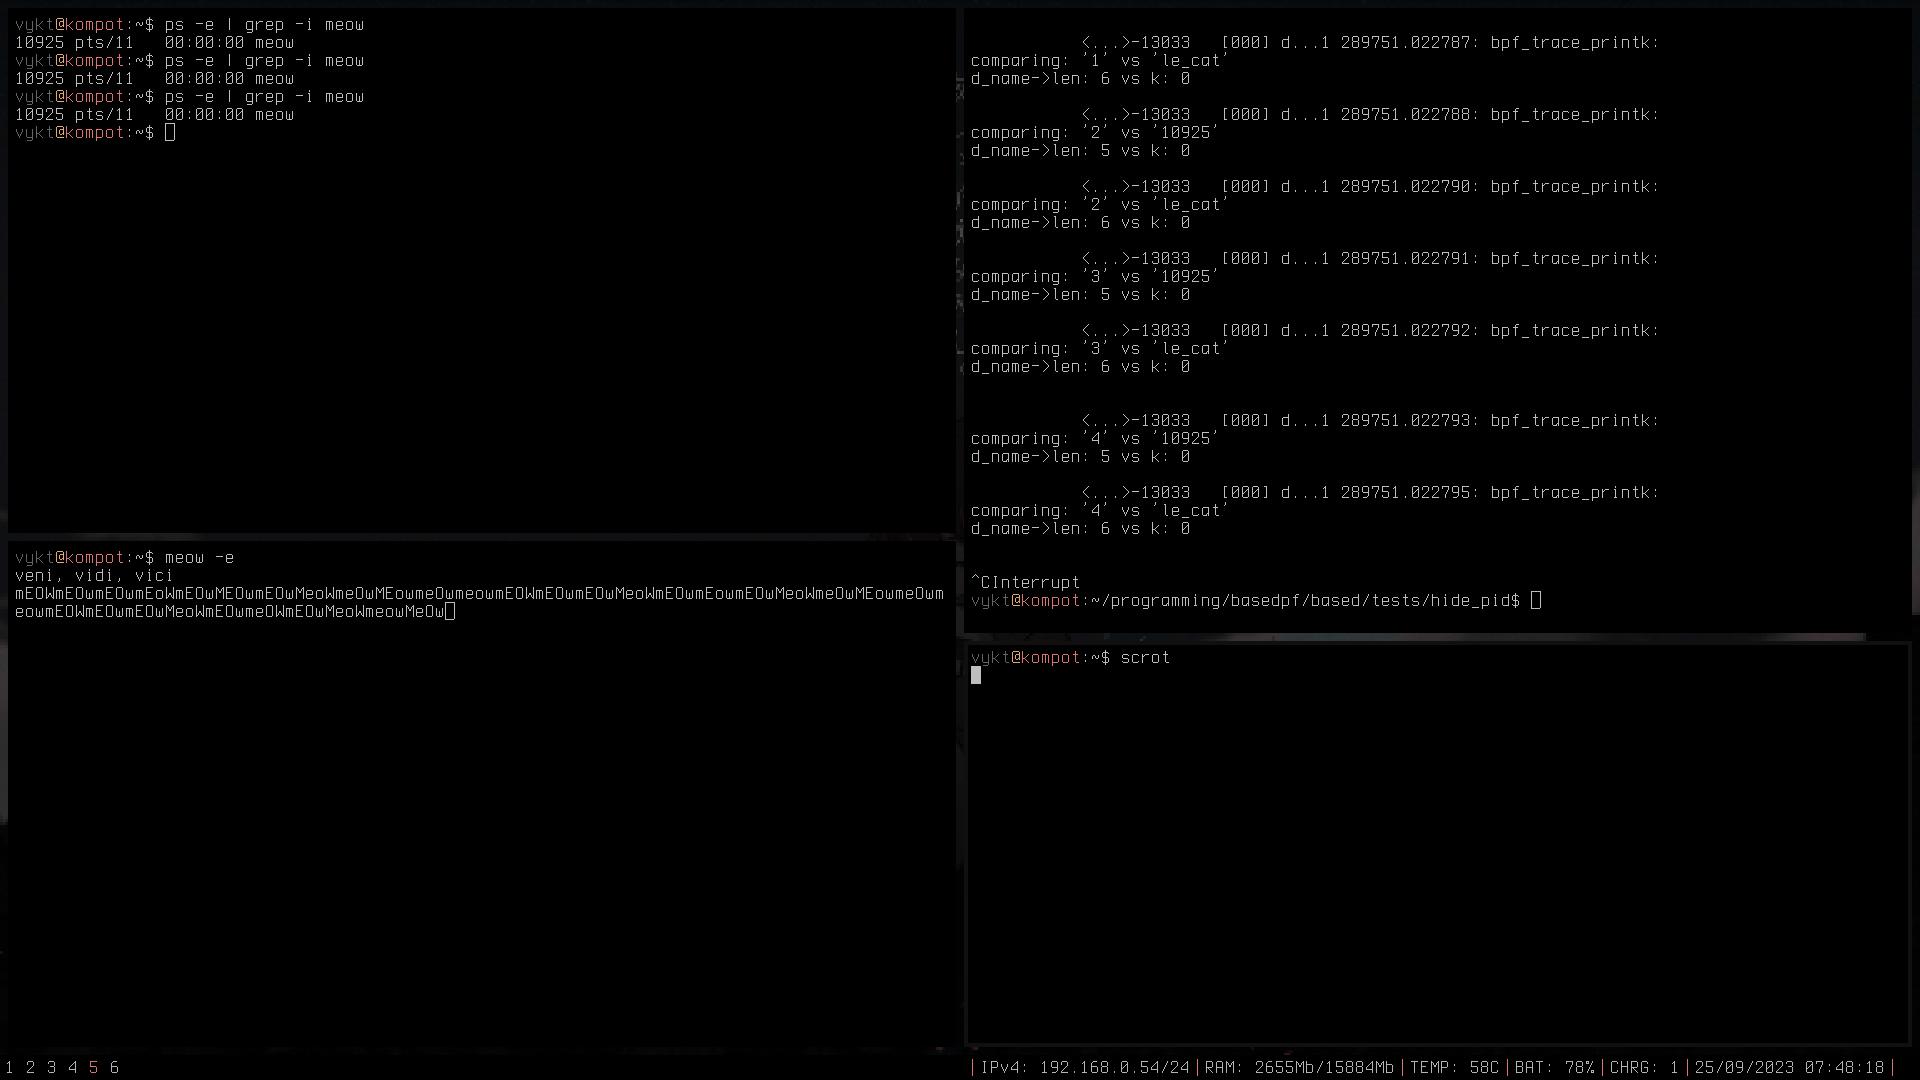 vykt@kompot:~$ ps -e | grep -i meow
10925 pts/11   00:00:00 meow
vykt@kompot:~$ ps -e | grep -i meow
10925 pts/11   00:00:00 meow
vykt@kompot:~$ ps -e | grep -i meow
10925 pts/11   00:00:00 meow
vykt@kompot:~$
vykt@kompot:~$ meow -e
veni, vidi, vici
mEOWmEOwmEOwmEoWmEOwMEOwmEOwMeoWmeOwMEowmeOwmeowmEOWmEOwmEOwMeoWmEOwmEowmEOwMeoWmeOwMEowmeOwm
eowmEOWmEOwmEOwMeoWmEOwmeOWmEOwMeoWmeowMeOw
<...>-13033   [000] d...1 289751.022787: bpf_trace_printk:
comparing: '1' vs 'le_cat'
d_name->len: 6 vs k: 0
<...>-13033   [000] d...1 289751.022788: bpf_trace_printk:
comparing: '2' vs '10925'
d_name->len: 5 vs k: 0
<...>-13033   [000] d...1 289751.022790: bpf_trace_printk:
comparing: '2' vs 'le_cat'
d_name->len: 6 vs k: 0
<...>-13033   [000] d...1 289751.022791: bpf_trace_printk:
comparing: '3' vs '10925'
d_name->len: 5 vs k: 0
<...>-13033   [000] d...1 289751.022792: bpf_trace_printk:
comparing: '3' vs 'le_cat'
d_name->len: 6 vs k: 0
<...>-13033   [000] d...1 289751.022793: bpf_trace_printk:
comparing: '4' vs '10925'
d_name->len: 5 vs k: 0
<...>-13033   [000] d...1 289751.022795: bpf_trace_printk:
comparing: '4' vs 'le_cat'
d_name->len: 6 vs k: 0
^CInterrupt
vykt@kompot:~/programming/basedpf/based/tests/hide_pid$
vykt@kompot:~$ scrot
1 2 3 4 5 6
|IPv4: 192.168.0.54/24|RAM: 2655Mb/15884Mb|TEMP: 58C|BAT: 78%|CHRG: 1|25/09/2023 07:48:18|